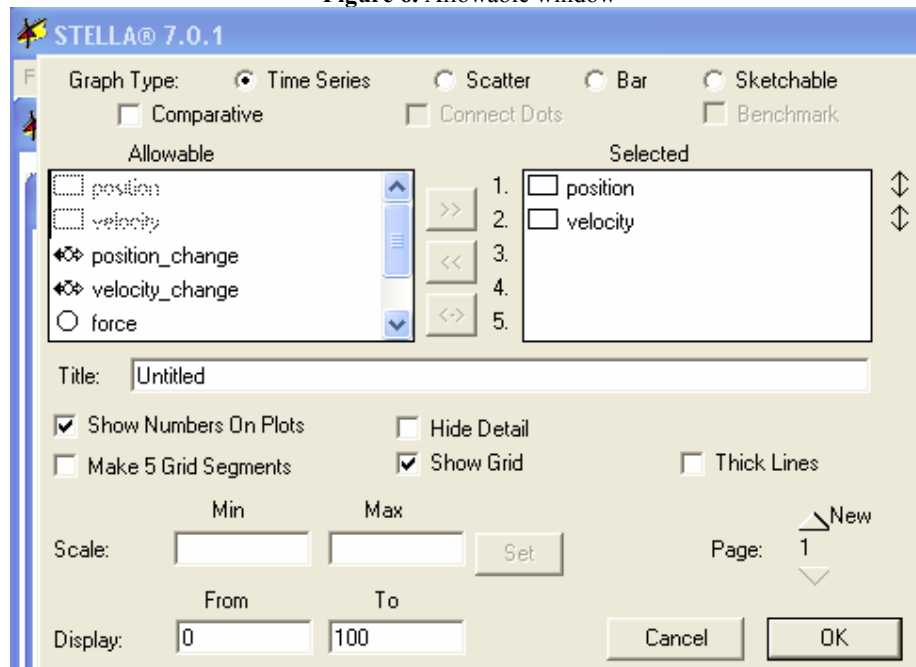 Figure 6. Allowable window
STELLA® 7.0.1
F
Graph Type: Time Series Scatter Bar Sketchable
Comparative Connect Dots Benchmark
Allowable Selected
position
velocity
position_change
velocity_change
force
>>
<<
<->
1. position
2. velocity
3.
4.
5.
Title: Untitled
Show Numbers On Plots Hide Detail
Make 5 Grid Segments Show Grid Thick Lines
Min Max
New
Scale: Set Page: 1
From To
Display: 0 100 Cancel OK